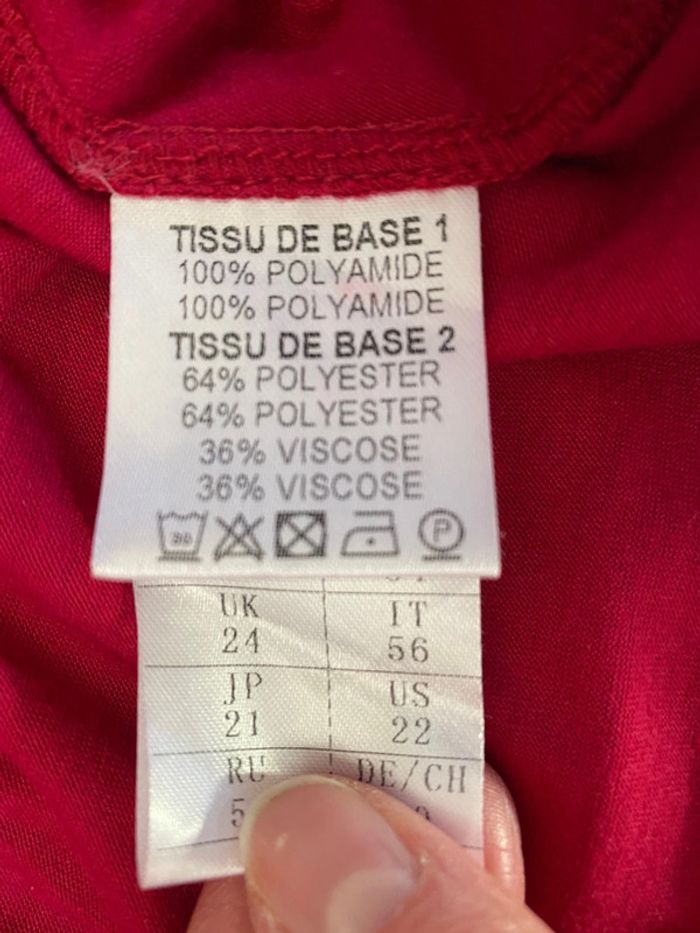 TISSU DE BASE 1
100% POLYAMIDE
100% POLYAMIDE
TISSU DE BASE 2
64% POLYESTER
64% POLYESTER
36% VISCOSE
36% VISCOSE
30 P
UK IT
24 56
JP US
21 22
RU DE/CH